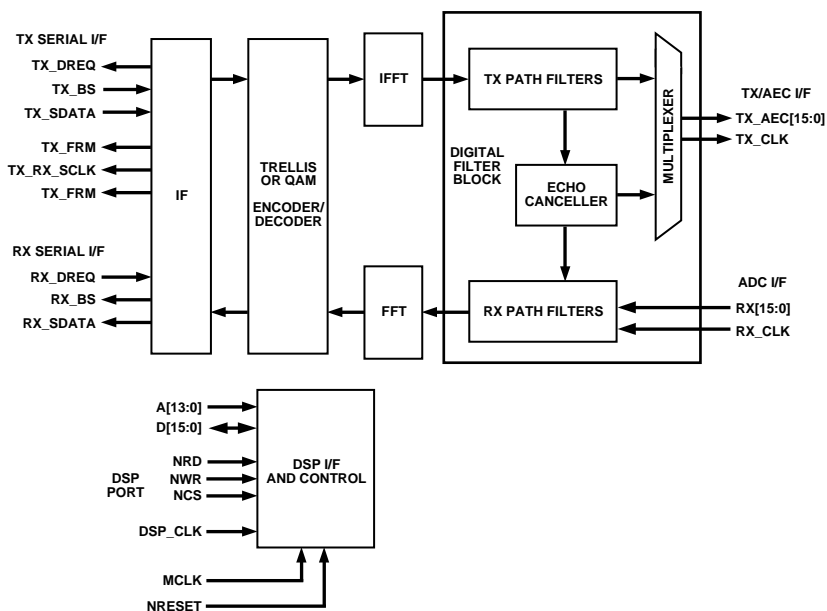 TX SERIAL I/F
TX_DREQ
TX_BS
TX_SDATA
TX_FRM
TX_RX_SCLK
TX_FRM
RX SERIAL I/F
RX_DREQ
RX_BS
RX_SDATA
IF
TRELLIS
OR QAM
ENCODER/
DECODER
IFFT
FFT
TX PATH FILTERS
DIGITAL
FILTER
BLOCK
ECHO
CANCELLER
RX PATH FILTERS
MULTIPLEXER
TX/AEC I/F
TX_AEC[15:0]
TX_CLK
ADC I/F
RX[15:0]
RX_CLK
DSP
PORT
A[13:0]
D[15:0]
NRD
NWR
NCS
DSP_CLK
MCLK
NRESET
DSP I/F
AND CONTROL